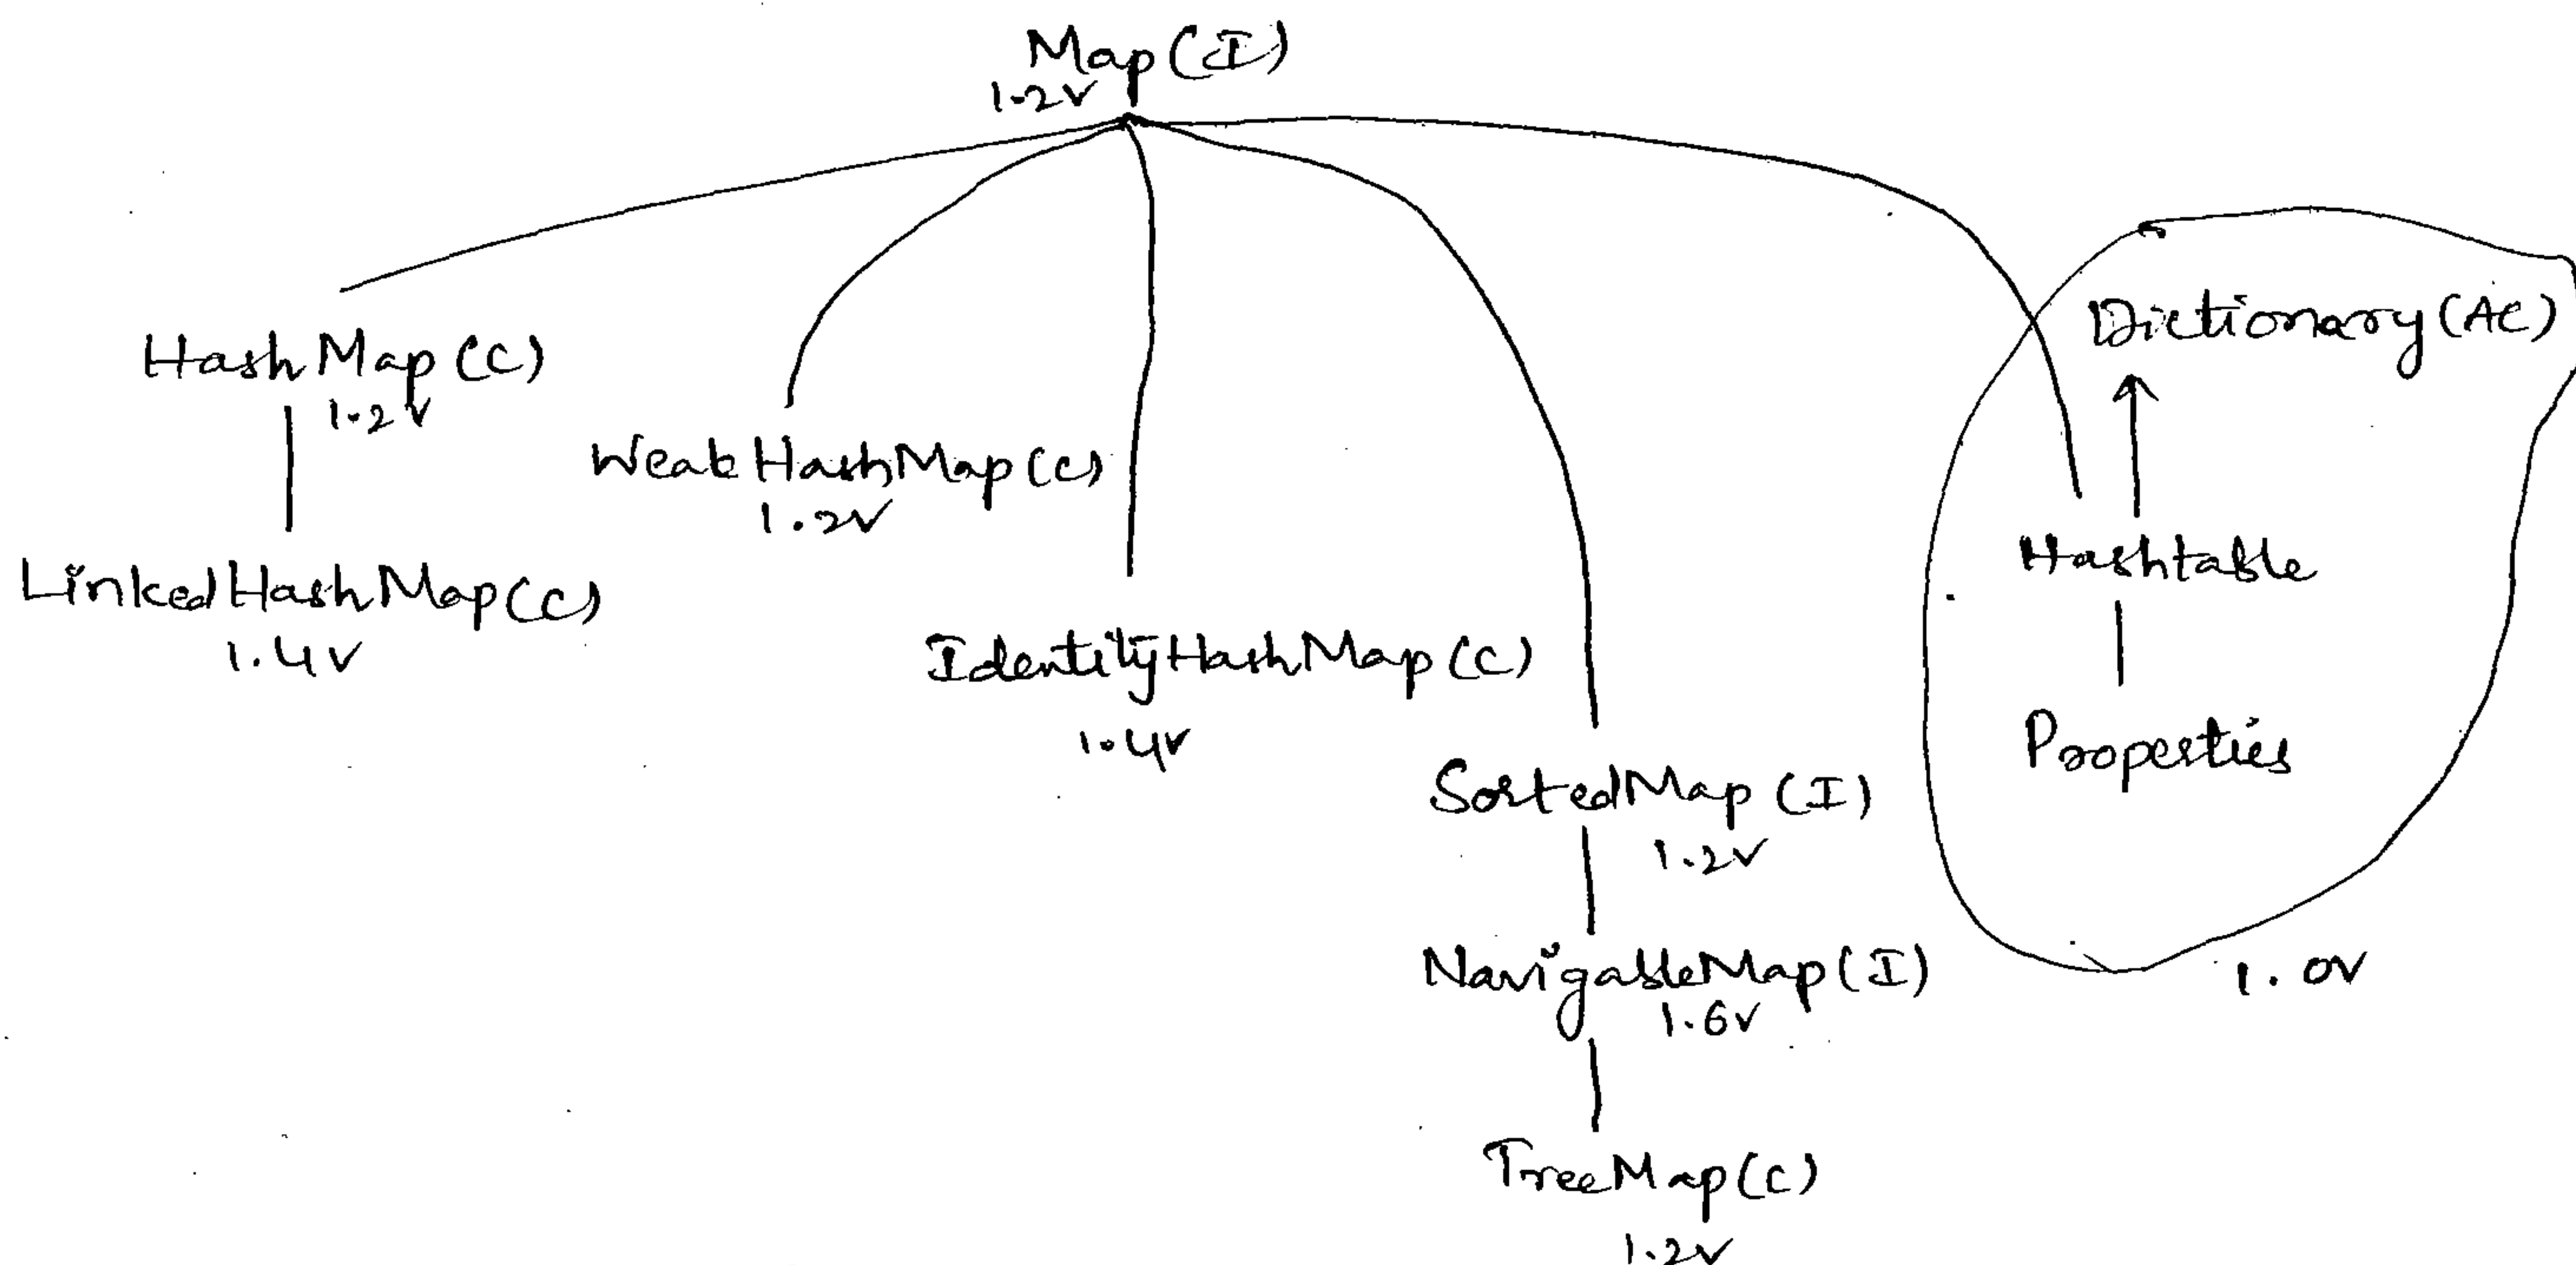 Map (I)
1.2V
HashMap (C)
1.2V
LinkedHashMap (C)
1.4V
WeakHashMap (C)
1.2V
IdentityHashMap (C)
1.4V
SortedMap (I)
1.2V
NavigableMap (I)
1.6V
TreeMap (C)
1.2V
Dictionary (AC)
Hashtable
Properties
1.0V